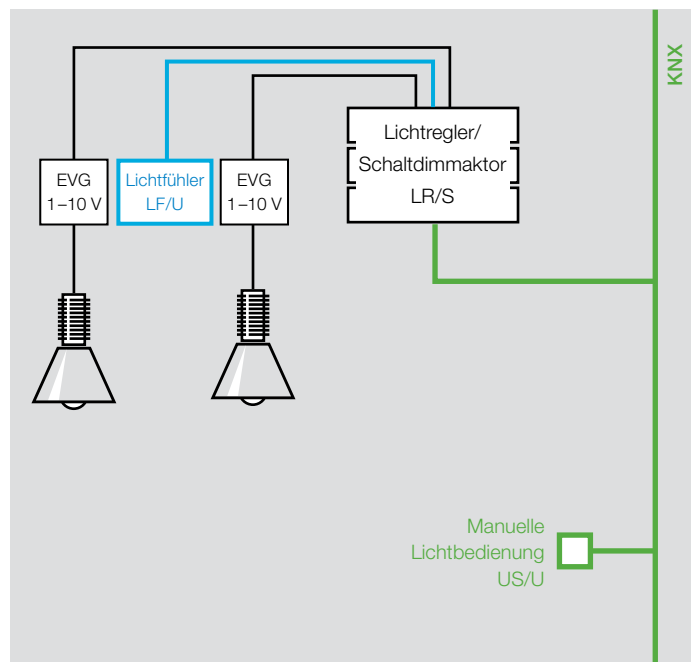 KNX
Lichtregler/
Schaltdimmaktor
LR/S
EVG
1–10 V
Lichtfühler
LF/U
EVG
1–10 V
Manuelle
Lichtbedienung
US/U